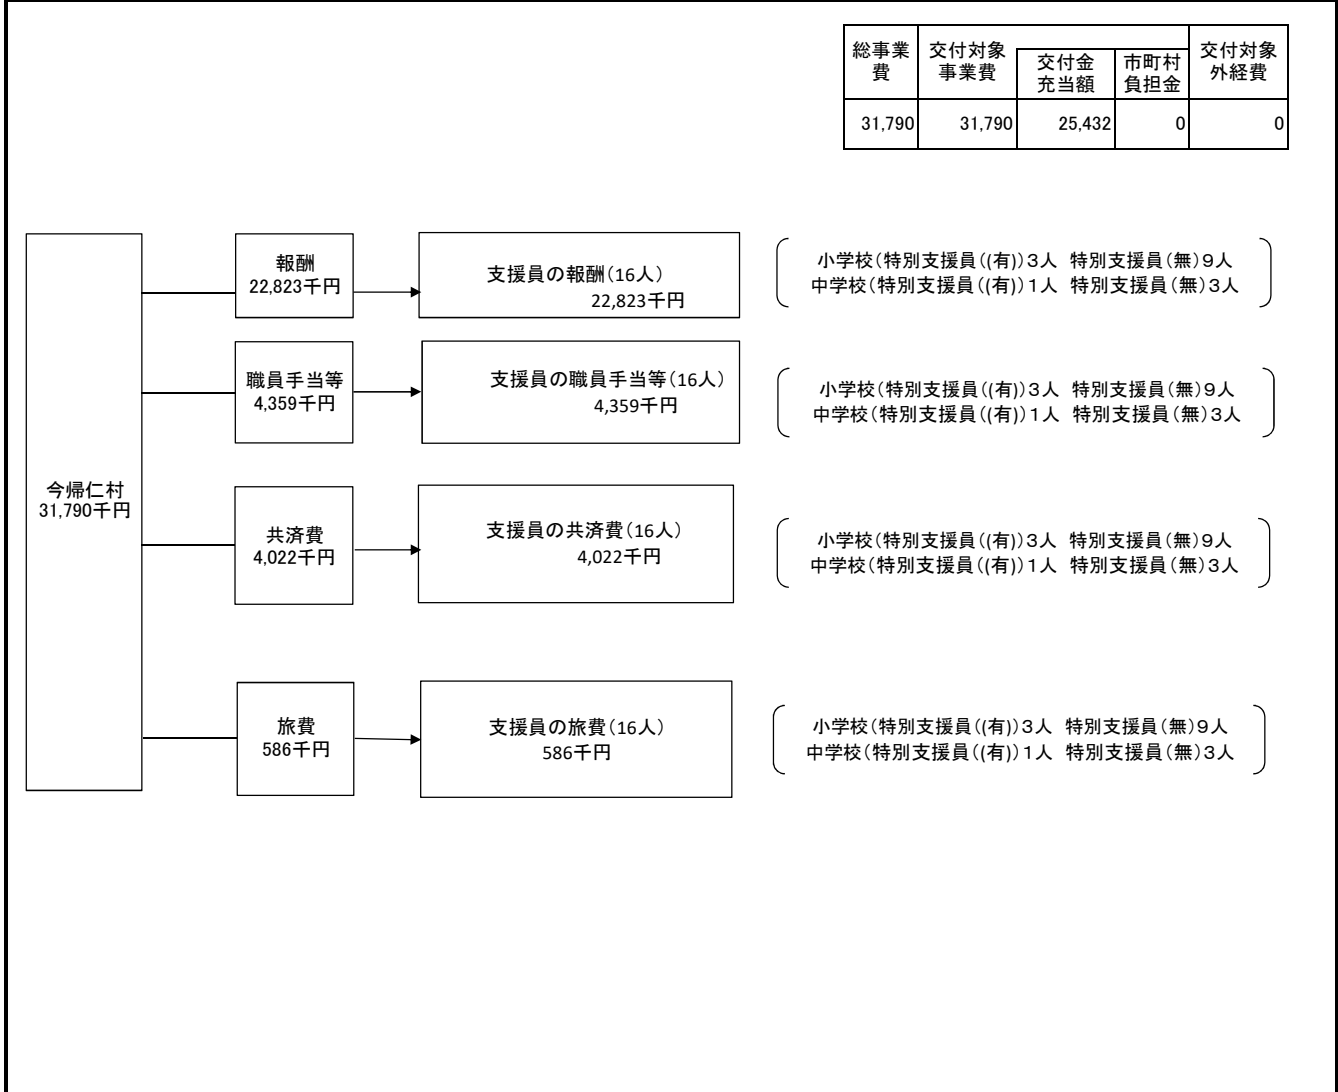 総事業
費
交付対象
事業費
交付金
充当額
市町村
負担金
交付対象
外経費
31,790
31,790
25,432
0
0
今帰仁村
31,790千円
報酬
22,823千円
支援員の報酬(16人)
22,823千円
小学校(特別支援員((有))3人 特別支援員(無)9人
中学校(特別支援員((有))1人 特別支援員(無)3人
職員手当等
4,359千円
支援員の職員手当等(16人)
4,359千円
小学校(特別支援員((有))3人 特別支援員(無)9人
中学校(特別支援員((有))1人 特別支援員(無)3人
共済費
4,022千円
支援員の共済費(16人)
4,022千円
小学校(特別支援員((有))3人 特別支援員(無)9人
中学校(特別支援員((有))1人 特別支援員(無)3人
旅費
586千円
支援員の旅費(16人)
586千円
小学校(特別支援員((有))3人 特別支援員(無)9人
中学校(特別支援員((有))1人 特別支援員(無)3人